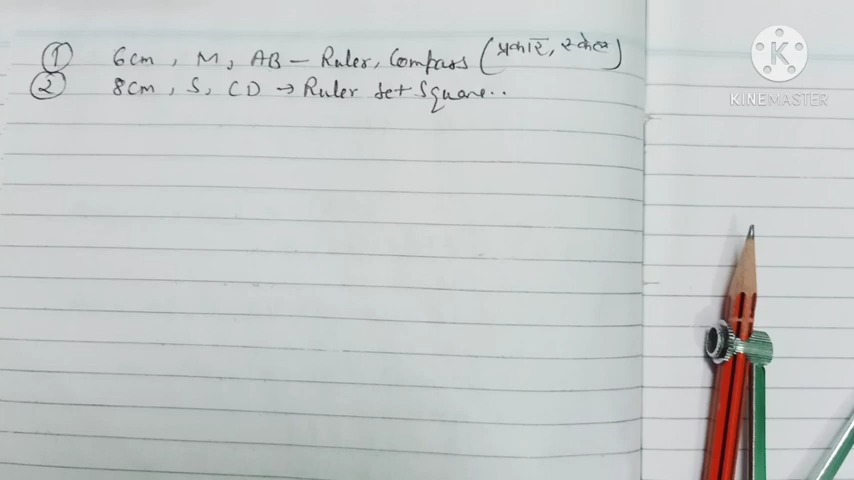 ① 6cm, M, AB – Ruler, Compass (प्रकार, स्केल)
② 8cm, S, CD → Ruler set Square..
K
KINEMASTER